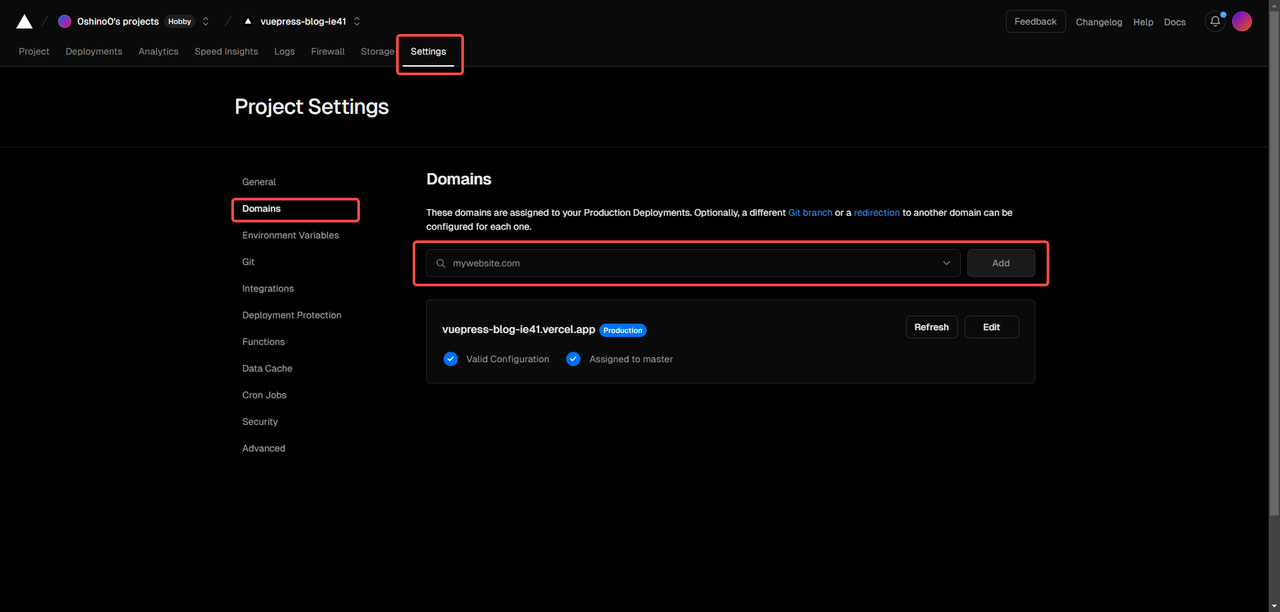 OshinoO's projects Hobby vuepress-blog-ie41 Feedback Changelog Help Docs
Project Deployments Analytics Speed Insights Logs Firewall Storage Settings
Project Settings
General
Domains
Environment Variables
Git
Integrations
Deployment Protection
Functions
Data Cache
Cron Jobs
Security
Advanced
Domains
These domains are assigned to your Production Deployments. Optionally, a different Git branch or a redirection to another domain can be
configured for each one.
mywebsite.com Add
vuepress-blog-ie41.vercel.app Production Refresh Edit
Valid Configuration Assigned to master